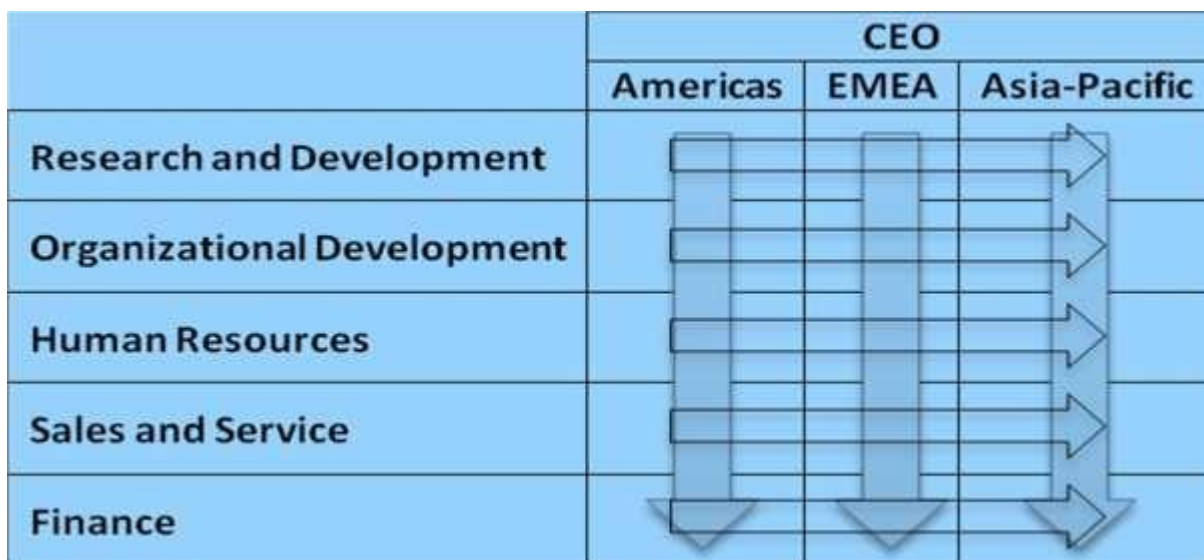 CEO
Americas EMEA Asia-Pacific
Research and Development
Organizational Development
Human Resources
Sales and Service
Finance